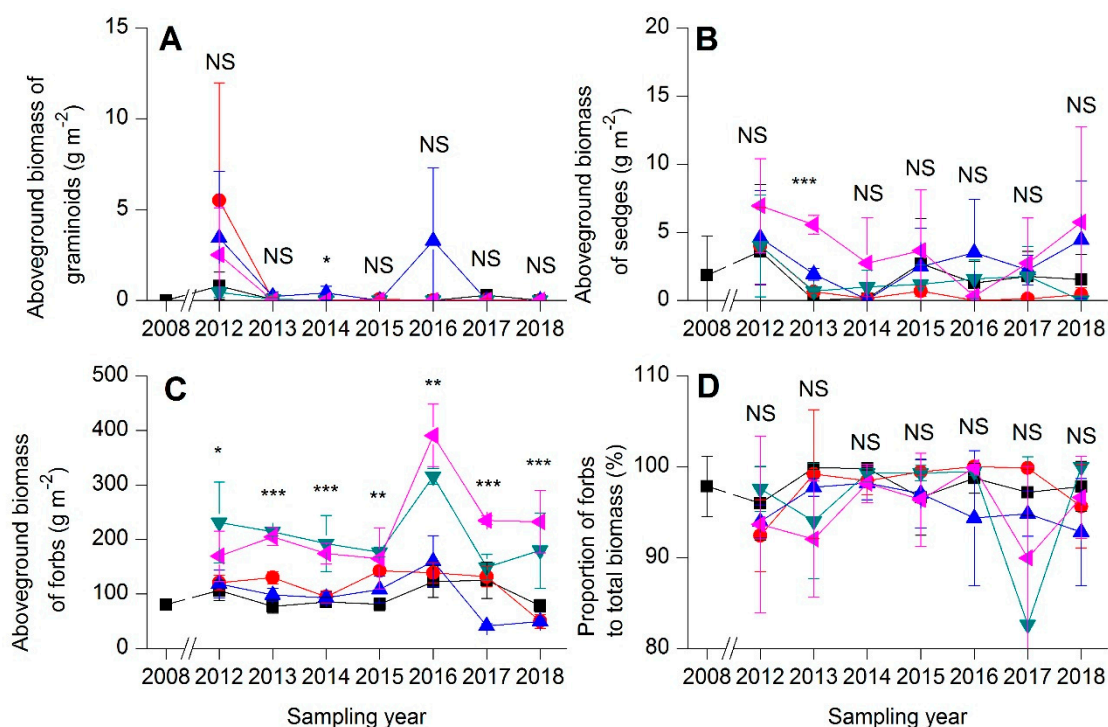 A
Aboveground biomass of
graminoids (g m-2)
15
10
5
0
NS
NS
*
NS
NS
NS
NS
2008 2012 2013 2014 2015 2016 2017 2018
B
Aboveground biomass
of sedges (g m-2)
20
15
10
5
0
NS
***
NS
NS
NS
NS
NS
2008 2012 2013 2014 2015 2016 2017 2018
C
Aboveground biomass
of forbs (g m-2)
500
400
300
200
100
0
*
***
***
**
**
***
***
2008 2012 2013 2014 2015 2016 2017 2018
Sampling year
D
Proportion of forbs
to total biomass (%)
110
100
90
80
NS
NS
NS
NS
NS
NS
NS
2008 2012 2013 2014 2015 2016 2017 2018
Sampling year